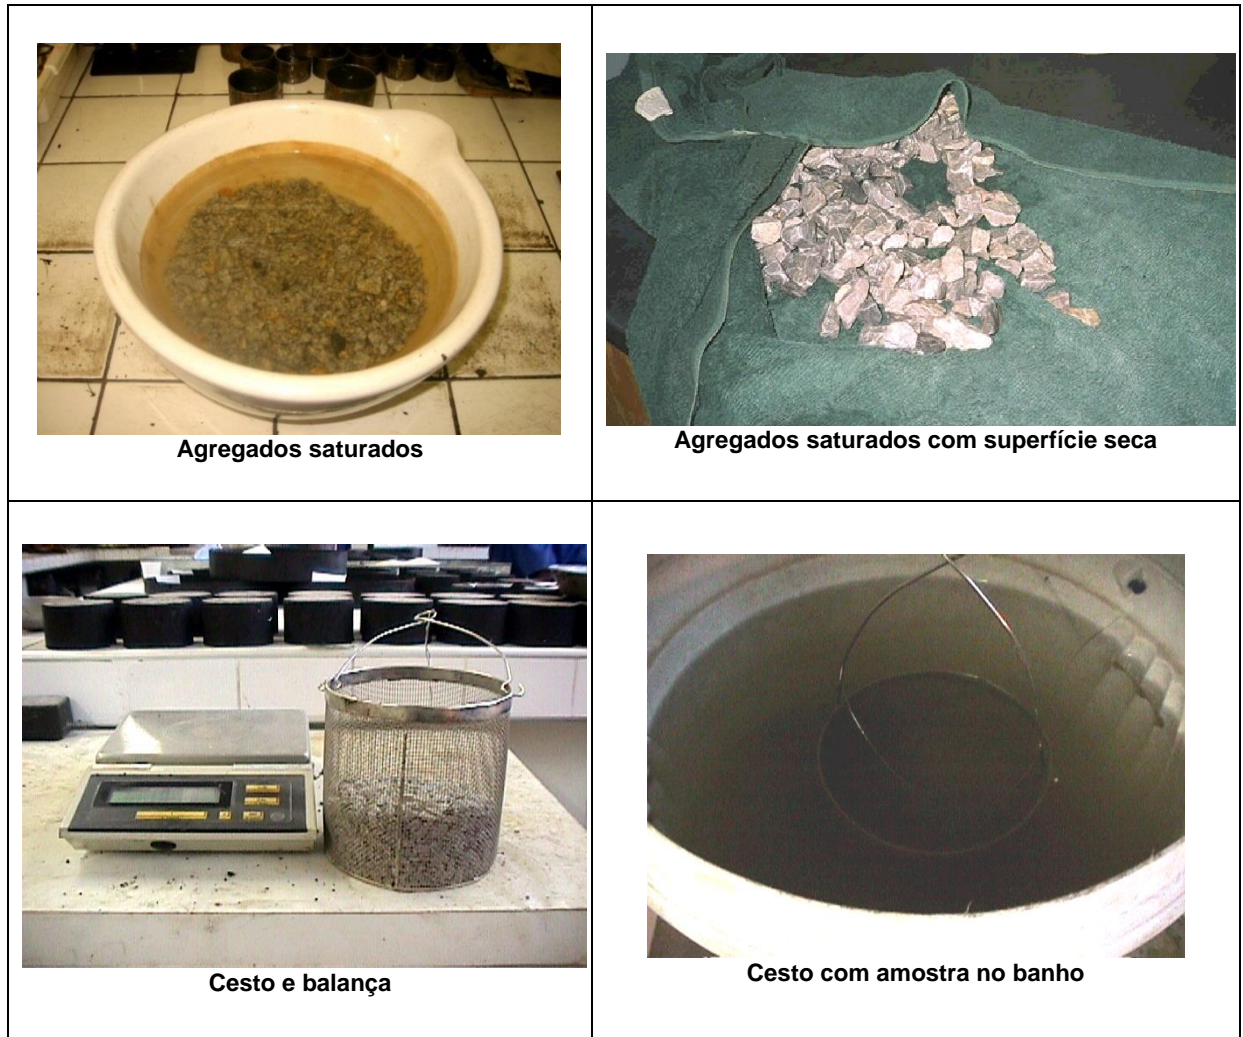 Agregados saturados
Agregados saturados com superfície seca
Cesto e balança
Cesto com amostra no banho